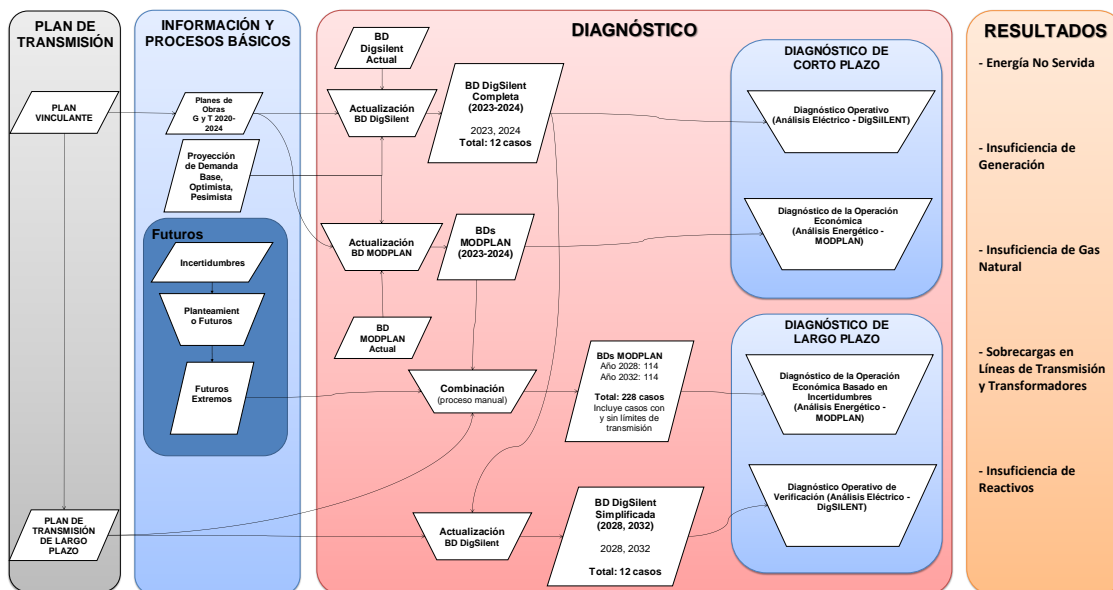 PLAN DE
TRANSMISIÓN
PLAN
VINCULANTE
PLAN DE
TRANSMISIÓN
DE LARGO
PLAZO
INFORMACIÓN Y
PROCESOS BÁSICOS
Planes de
Obras
G y T 2020-
2024
Proyección
de Demanda
Base,
Optimista,
Pesimista
Futuros
Incertidumbres
Planteamient
o Futuros
Futuros
Extremos
DIAGNÓSTICO
BD
Digsilent
Actual
Actualización
BD DigSilent
BD DigSilent
Completa
(2023-2024)
2023, 2024
Total: 12 casos
Actualización
BD MODPLAN
BDs
MODPLAN
(2023-2024)
BD
MODPLAN
Actual
Combinación
(proceso manual)
BDs MODPLAN
Año 2028: 114
Año 2032: 114
Total: 228 casos
Incluye casos con
y sin límites de
transmisión
Actualización
BD DigSilent
BD DigSilent
Simplificada
(2028, 2032)
2028, 2032
Total: 12 casos
DIAGNÓSTICO DE
CORTO PLAZO
Diagnóstico Operativo
(Análisis Eléctrico - DigSiILENT)
Diagnóstico de la Operación
Económica
(Análisis Energético -
MODPLAN)
DIAGNÓSTICO DE
LARGO PLAZO
Diagnóstico de la Operación
Económica Basado en
Incertidumbres
(Análisis Energético -
MODPLAN)
Diagnóstico Operativo de
Verificación (Análisis Eléctrico -
DigSILENT)
RESULTADOS
- Energía No Servida
- Insuficiencia de
Generación
- Insuficiencia de Gas
Natural
- Sobrecargas en
Líneas de Transmisión
y Transformadores
- Insuficiencia de
Reactivos